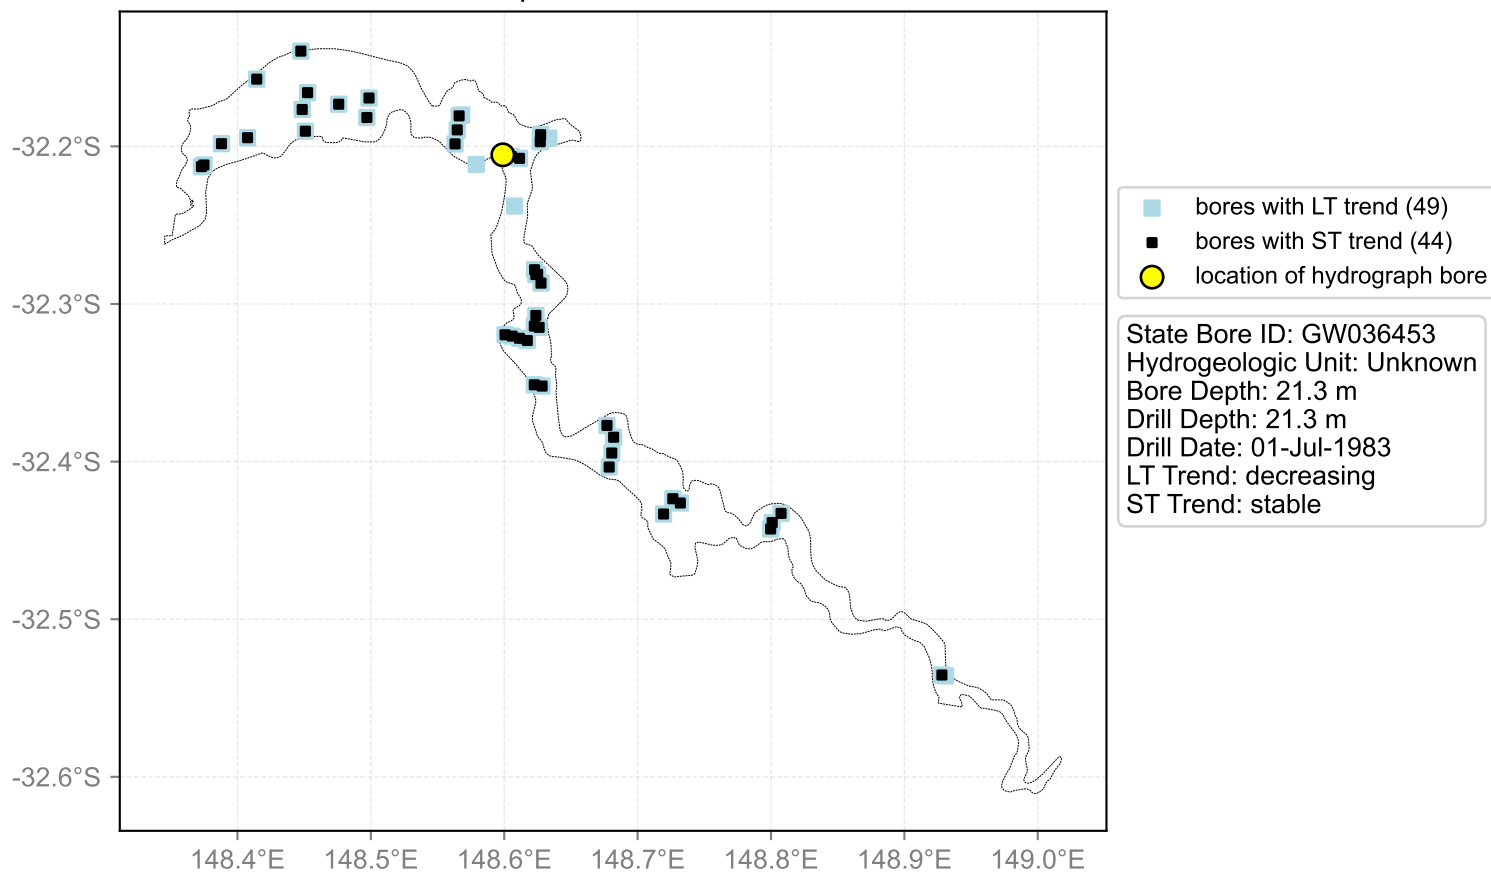 -32.2°S
-32.3°S
-32.4°S
-32.5°S
-32.6°S
148.4°E 148.5°E 148.6°E 148.7°E 148.8°E 148.9°E 149.0°E
bores with LT trend (49)
bores with ST trend (44)
location of hydrograph bore
State Bore ID: GW036453
Hydrogeologic Unit: Unknown
Bore Depth: 21.3 m
Drill Depth: 21.3 m
Drill Date: 01-Jul-1983
LT Trend: decreasing
ST Trend: stable